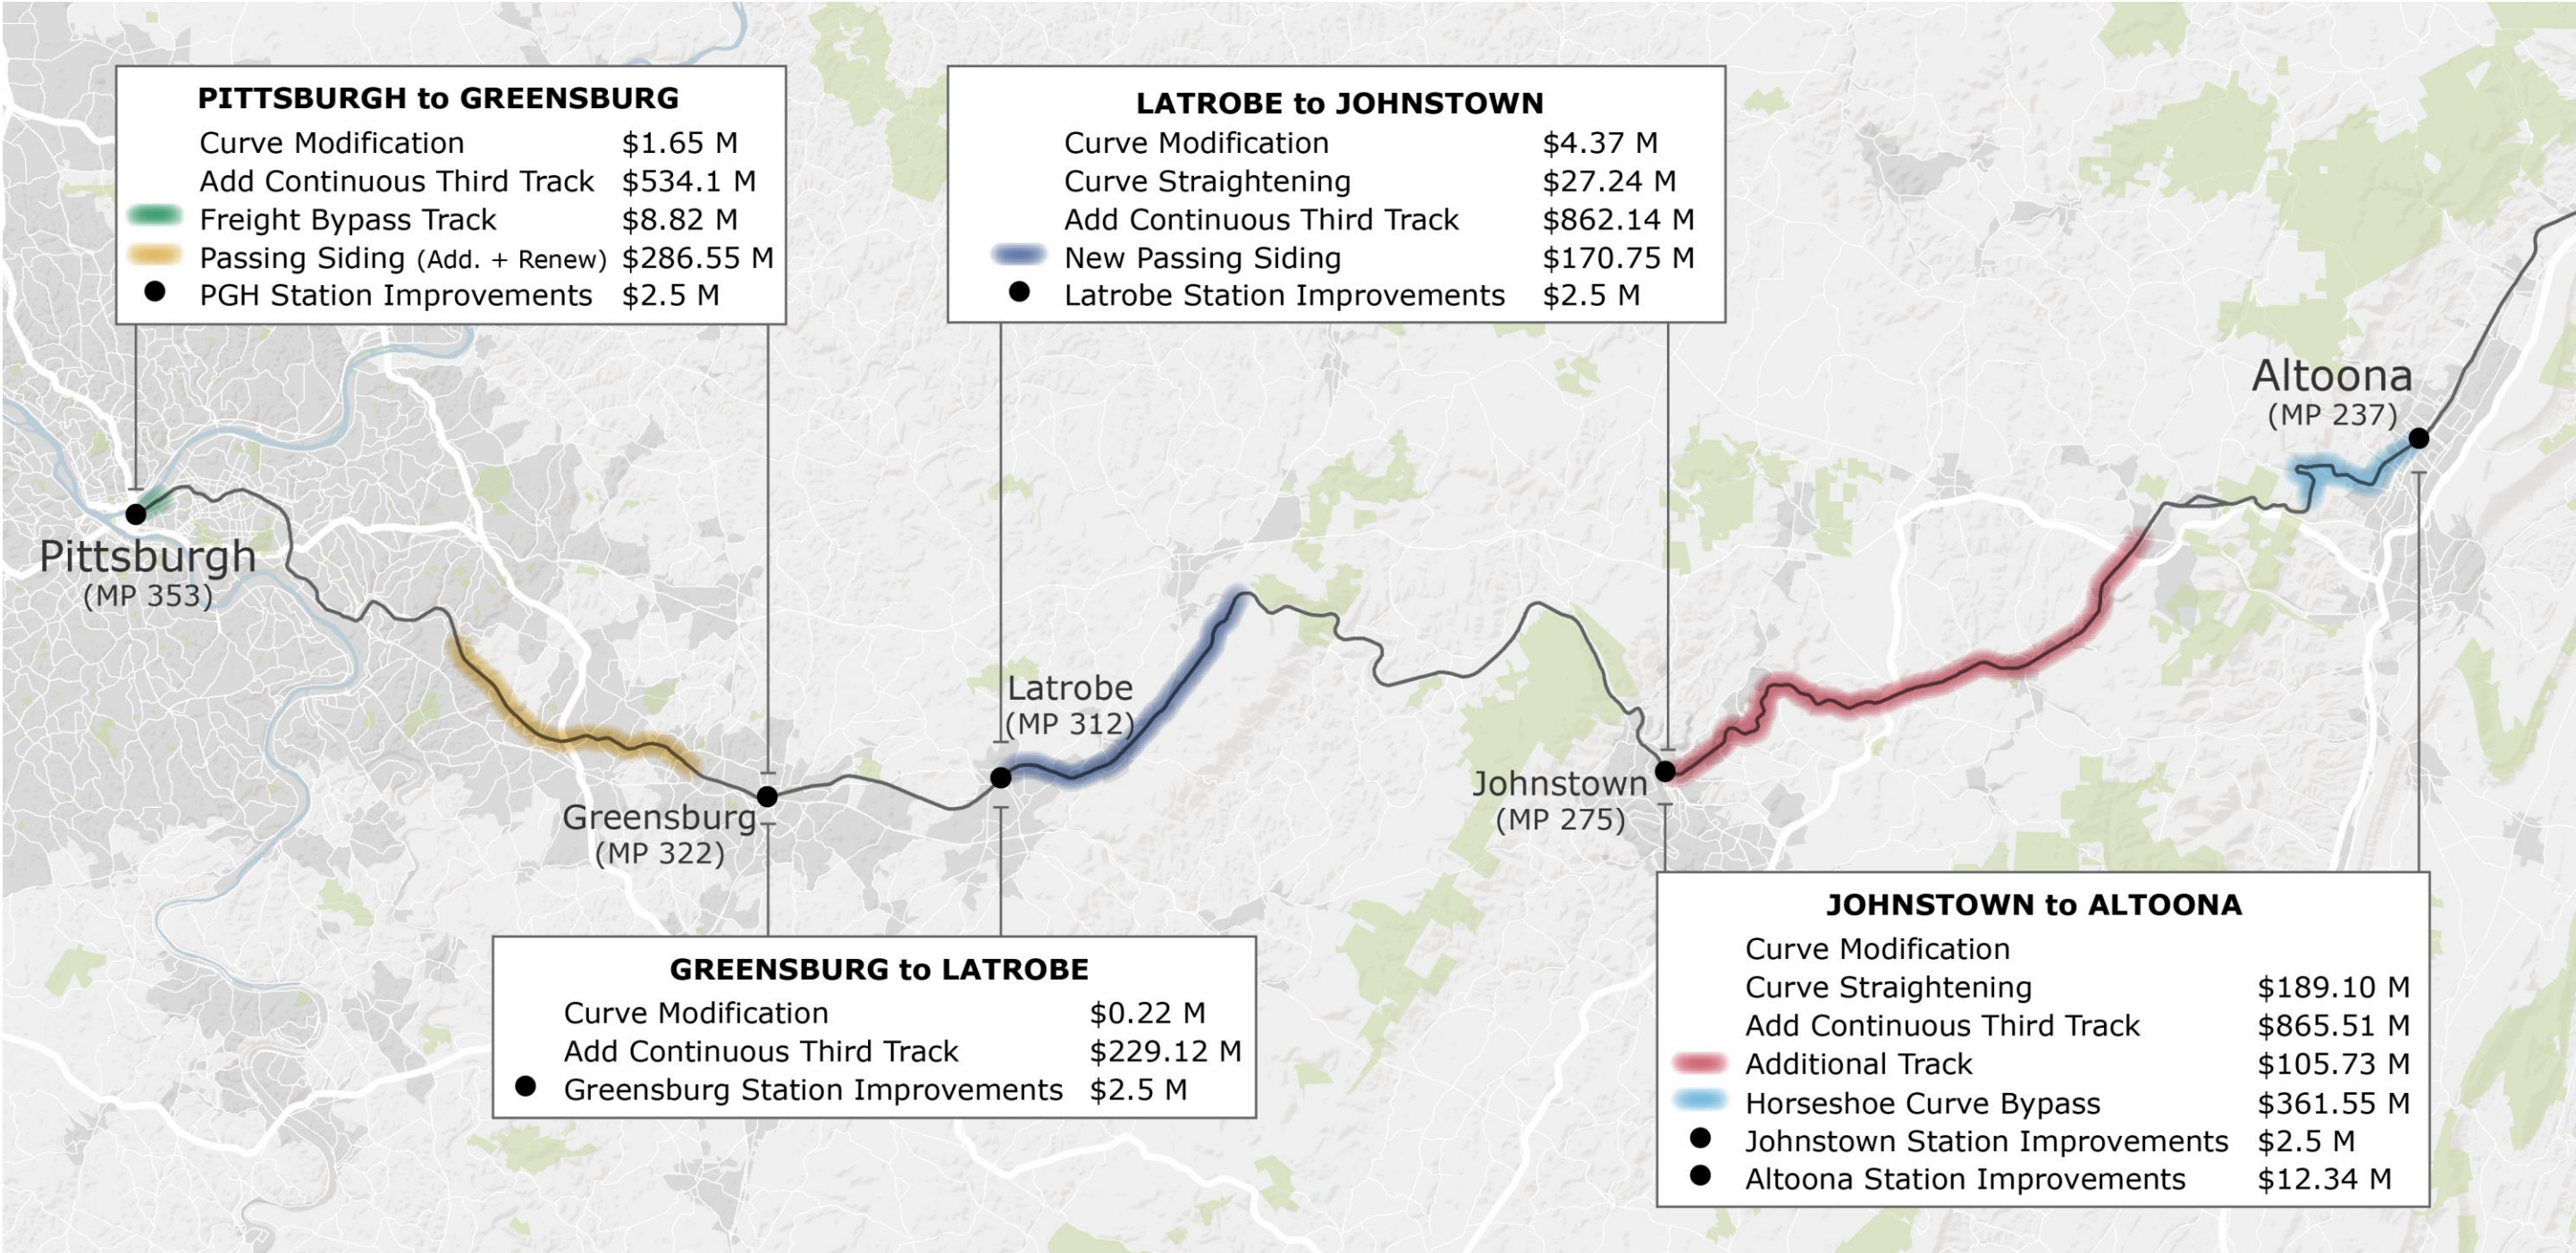 PITTSBURGH to GREENSBURG
Curve Modification $1.65 M
Add Continuous Third Track $534.1 M
Freight Bypass Track $8.82 M
Passing Siding (Add. + Renew) $286.55 M
PGH Station Improvements $2.5 M
LATROBE to JOHNSTOWN
Curve Modification $4.37 M
Curve Straightening $27.24 M
Add Continuous Third Track $862.14 M
New Passing Siding $170.75 M
Latrobe Station Improvements $2.5 M
Altoona
(MP 237)
Pittsburgh
(MP 353)
Latrobe
(MP 312)
Johnstown
(MP 275)
Greensburg
(MP 322)
GREENSBURG to LATROBE
Curve Modification $0.22 M
Add Continuous Third Track $229.12 M
Greensburg Station Improvements $2.5 M
JOHNSTOWN to ALTOONA
Curve Modification
Curve Straightening $189.10 M
Add Continuous Third Track $865.51 M
Additional Track $105.73 M
Horseshoe Curve Bypass $361.55 M
Johnstown Station Improvements $2.5 M
Altoona Station Improvements $12.34 M